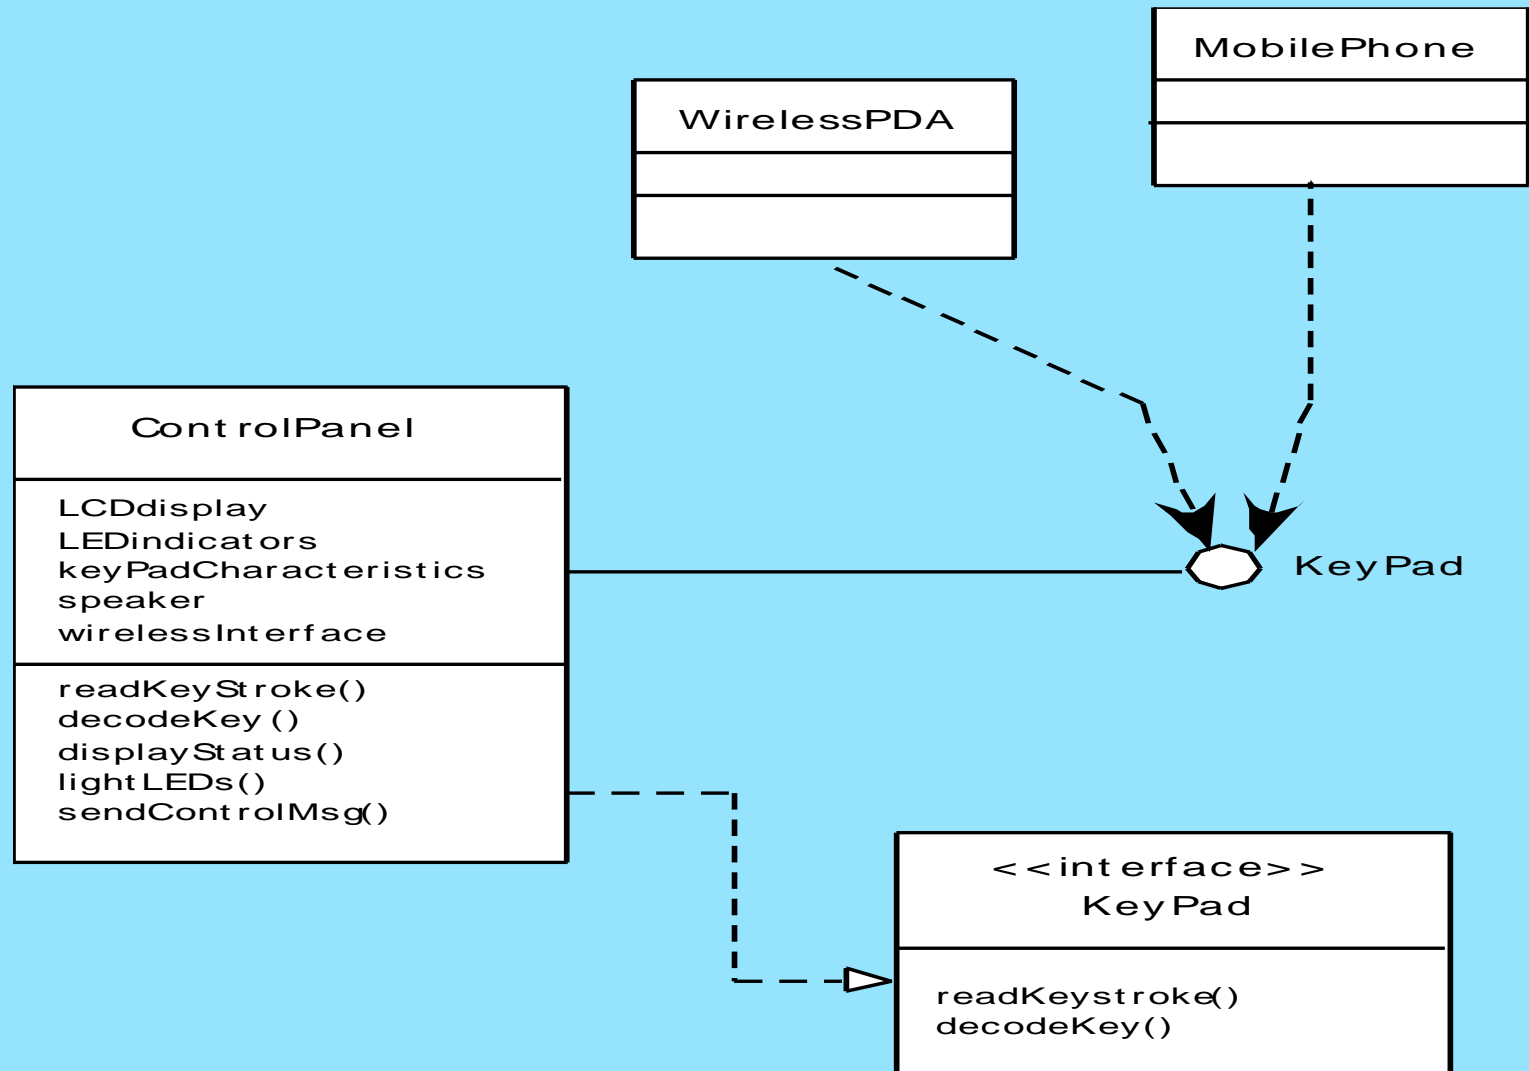 MobilePhone
WirelessPDA
ControlPanel
LCDdisplay
LEDindicators
keyPadCharacteristics
speaker
wirelessInterface
KeyPad
readKeyStroke()
decodeKey()
displayStatus()
lightLEDs()
sendControlMsg()
<<interface>>
KeyPad
readKeystroke()
decodeKey()